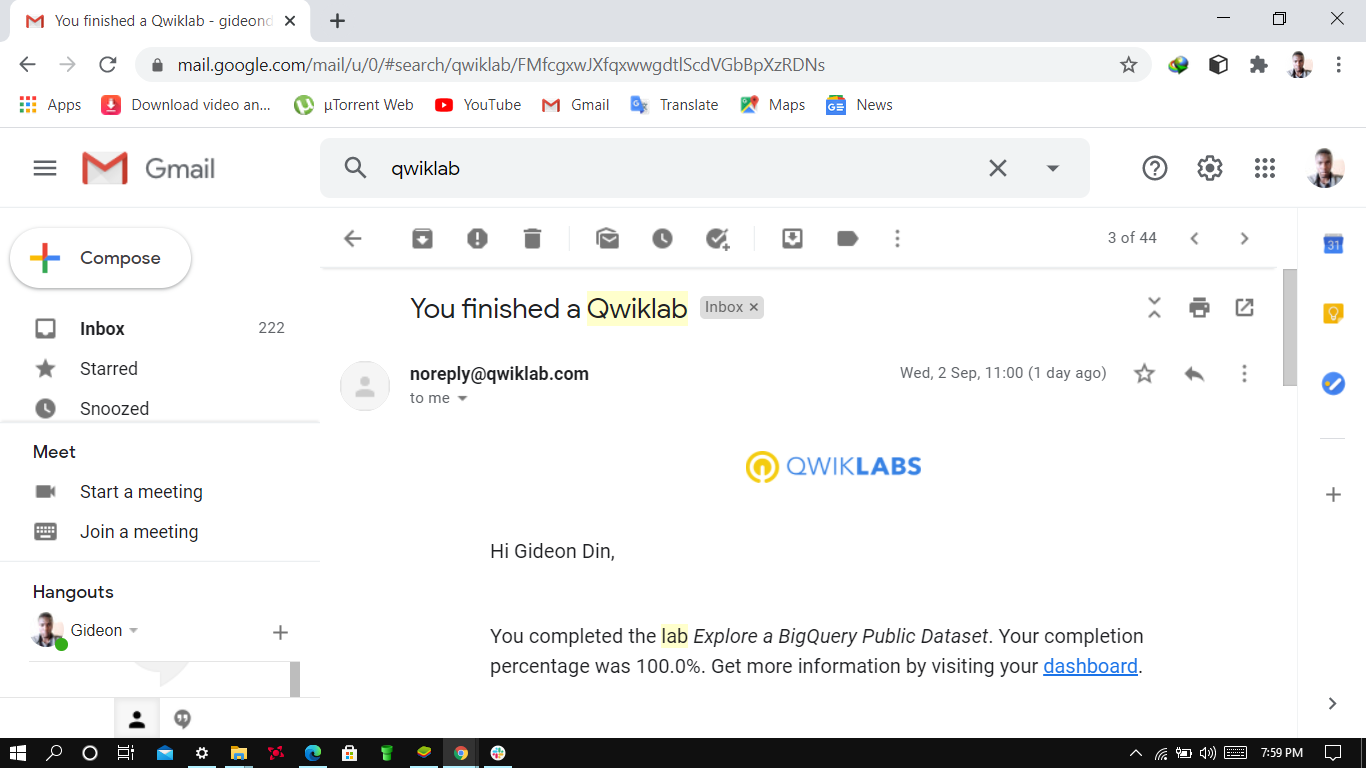 You finished a Qwiklab - gideond
mail.google.com/mail/u/0/#search/qwiklab/FMfcgxwJXfqxwwgdtlScdVGbBpXzRDNs
Apps Download video an... µTorrent Web YouTube Gmail Translate Maps News
Gmail
qwiklab
Compose
3 of 44
31
You finished a Qwiklab Inbox
Inbox 222
Starred
Snoozed
noreply@qwiklab.com
Wed, 2 Sep, 11:00 (1 day ago)
to me
Meet
Start a meeting
Join a meeting
QWIKLABS
Hi Gideon Din,
Hangouts
Gideon
You completed the lab Explore a BigQuery Public Dataset. Your completion
percentage was 100.0%. Get more information by visiting your dashboard.
7:59 PM